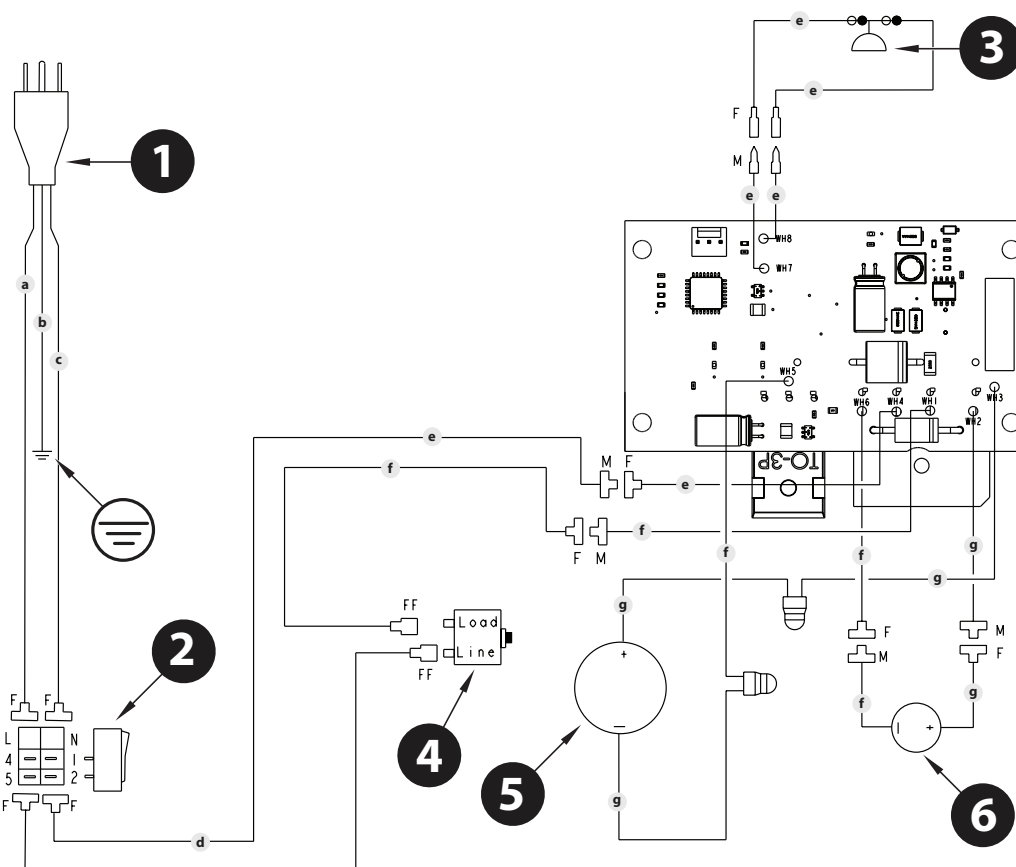 e
3
e
F
1
M
e e
WH8
a
WH7
b
c
WH5
WH3
WH6 WH4 WH1 WH2
e
M F
f
e
TO-3P
f
F M
g
f f
g
g
FF
Load
F
M
2
Line
+
M
F
FF
F F
f
g
L N
4 1
5 2
4
5
—
— +
6
F F
g
d